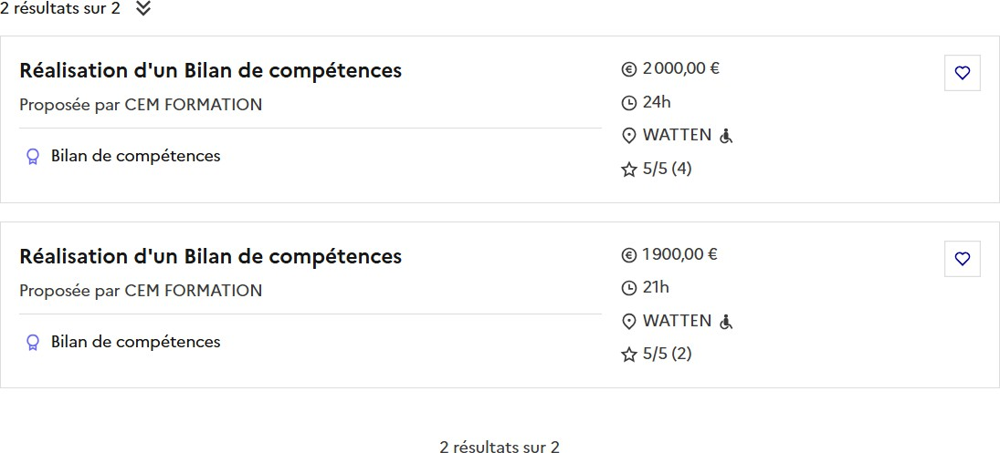 2 résultats sur 2
Réalisation d'un Bilan de compétences
Proposée par CEM FORMATION
Bilan de compétences
2 000,00 €
24h
WATTEN
5/5 (4)
Réalisation d'un Bilan de compétences
Proposée par CEM FORMATION
Bilan de compétences
1 900,00 €
21h
WATTEN
5/5 (2)
2 résultats sur 2